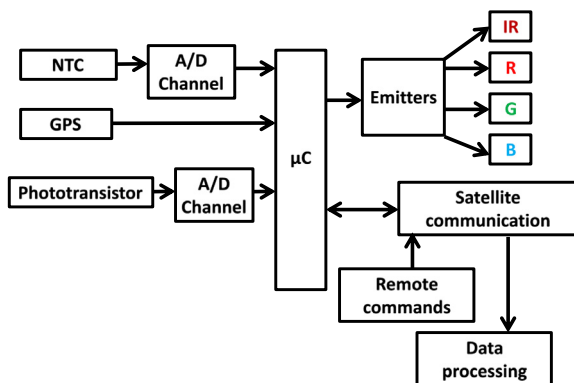 NTC
A/D
Channel
GPS
Phototransistor
A/D
Channel
µC
Emitters
IR
R
G
B
Satellite
communication
Remote
commands
Data
processing